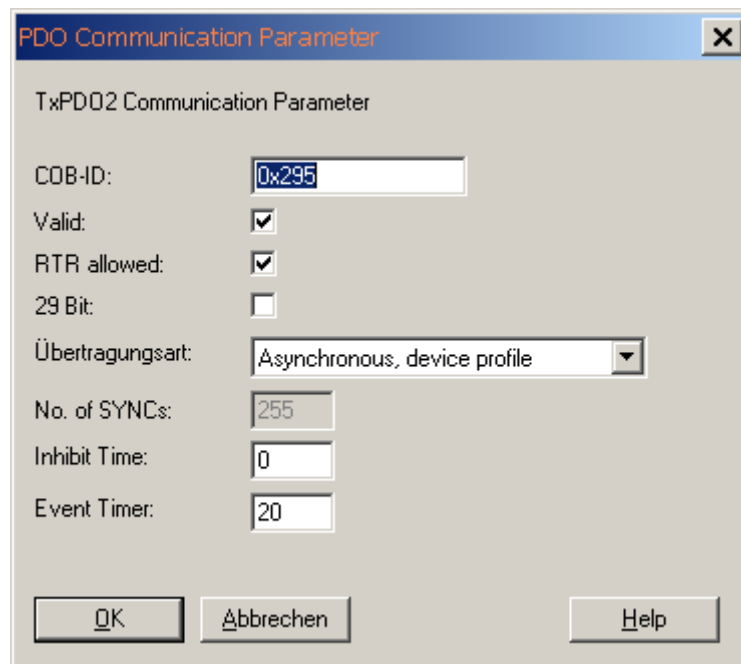 PDO Communication Parameter
TxPDO2 Communication Parameter
COB-ID: 0x295
Valid:
RTR allowed:
29 Bit:
Übertragungsart: Asynchronous, device profile
No. of SYNCs: 255
Inhibit Time: 0
Event Timer: 20
OK Abbrechen Help